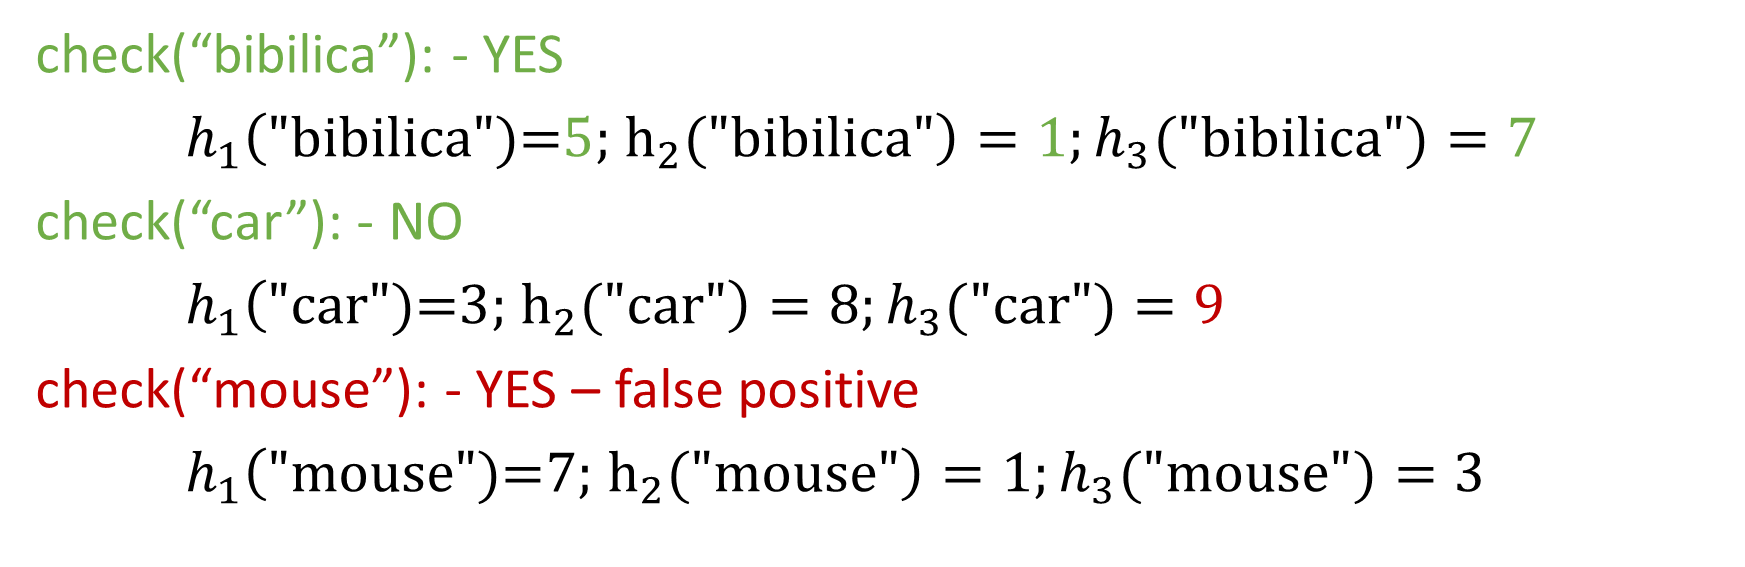 check(“bibilica”): - YES
h₁("bibilica")=5; h₂("bibilica") = 1; h₃("bibilica") = 7
check(“car”): - NO
h₁("car")=3; h₂("car") = 8; h₃("car") = 9
check(“mouse”): - YES – false positive
h₁("mouse")=7; h₂("mouse") = 1; h₃("mouse") = 3